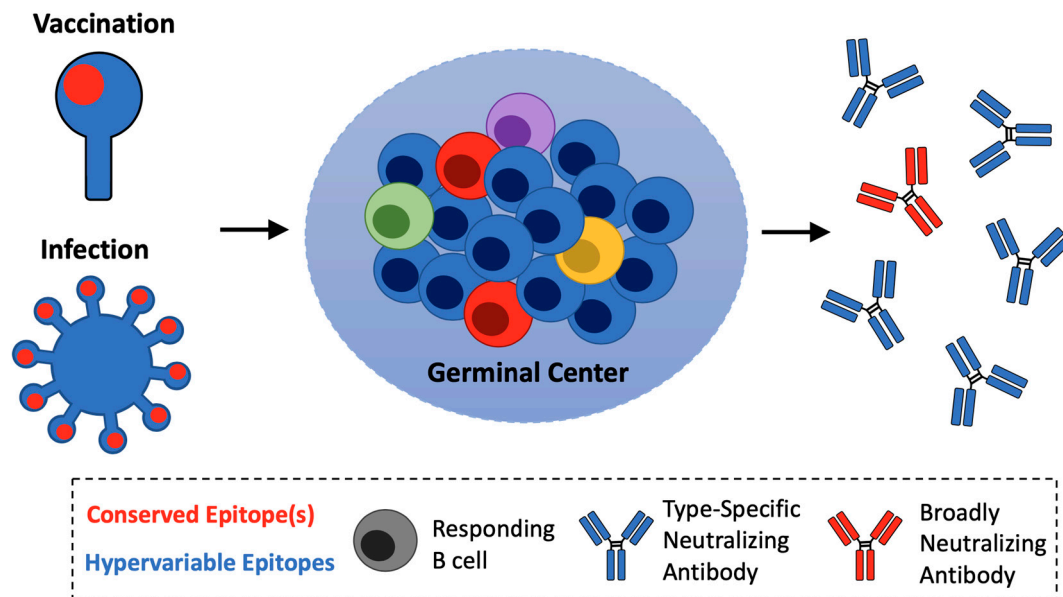 Vaccination
Infection
Germinal Center
Conserved Epitope(s)
Hypervariable Epitopes
Responding
B cell
Type-Specific
Neutralizing
Antibody
Broadly
Neutralizing
Antibody